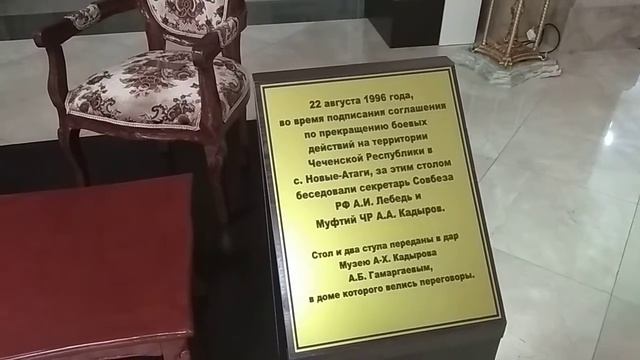 22 августа 1996 года,
во время подписания соглашения
по прекращению боевых
действий на территории
Чеченской Республики в
с. Новые-Атаги, за этим столом
беседовали секретарь Совбеза
РФ А.И. Лебедь и
Муфтий ЧР А.А. Кадыров.
Стол и два стула переданы в дар
Музею А-Х. Кадырова
А.Б. Гамаргаевым,
в доме которого велись переговоры.